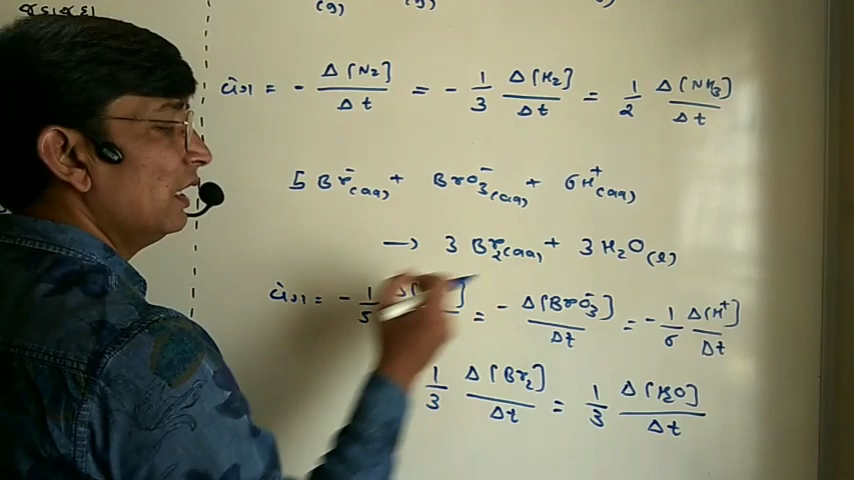 (g) (g)
વેગ = - Δ[N₂]/Δt = - 1/3 Δ[H₂]/Δt = 1/2 Δ[NH₃]/Δt
5 Br⁻(aq) + BrO₃⁻(aq) + 6H⁺(aq)
→ 3 Br₂(aq) + 3 H₂O(l)
વેગ = - 1/5 Δ[ ] = - Δ[BrO₃⁻]/Δt = - 1/6 Δ[H⁺]/Δt
1/3 Δ[Br₂]/Δt = 1/3 Δ[H₂O]/Δt